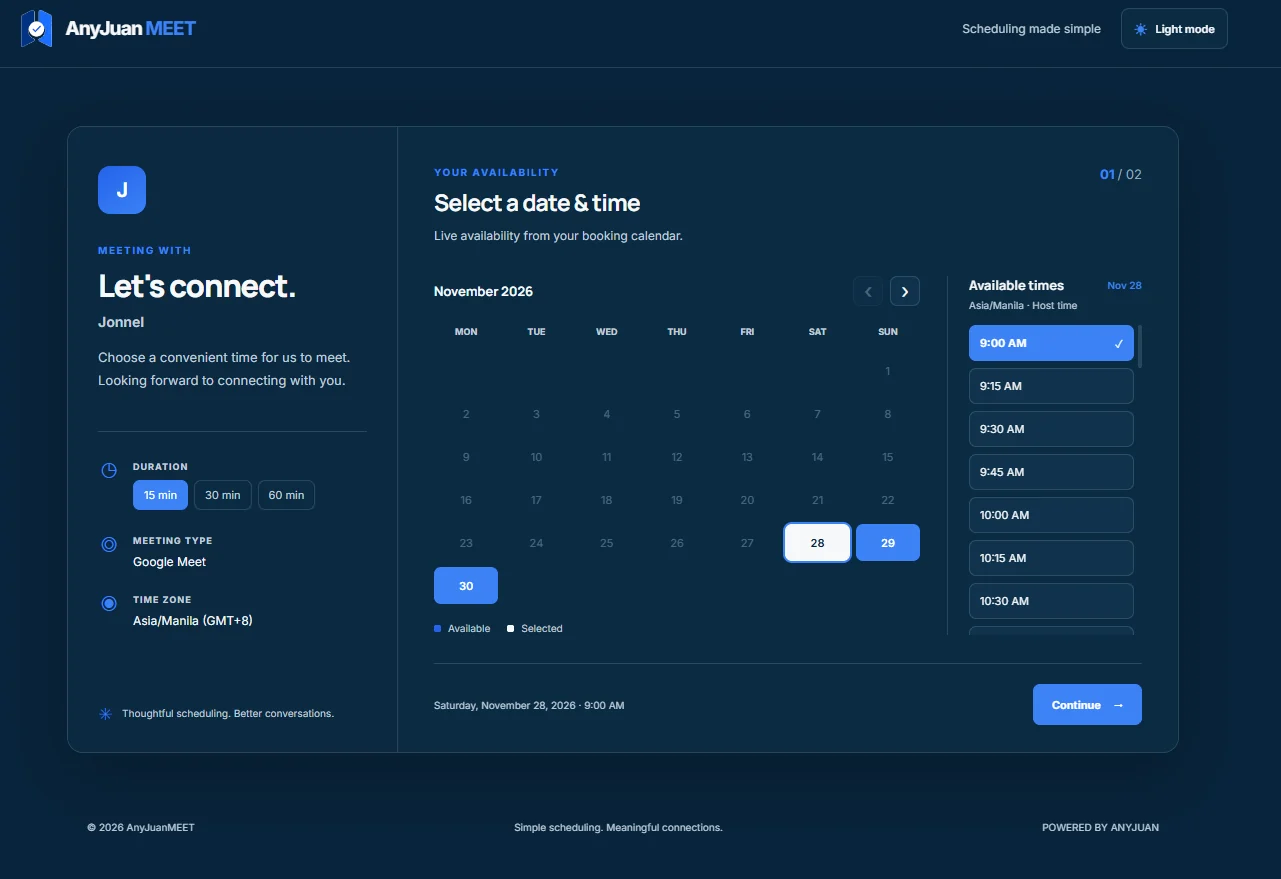 AnyJuan MEET
Scheduling made simple
Light mode
J
MEETING WITH
Let's connect.
Jonnel
Choose a convenient time for us to meet.
Looking forward to connecting with you.
DURATION
15 min 30 min 60 min
MEETING TYPE
Google Meet
TIME ZONE
Asia/Manila (GMT+8)
Thoughtful scheduling. Better conversations.
YOUR AVAILABILITY
01 / 02
Select a date & time
Live availability from your booking calendar.
November 2026
MON TUE WED THU FRI SAT SUN
1
2 3 4 5 6 7 8
9 10 11 12 13 14 15
16 17 18 19 20 21 22
23 24 25 26 27 28 29
30
Available Selected
Available times Nov 28
Asia/Manila · Host time
9:00 AM ✓
9:15 AM
9:30 AM
9:45 AM
10:00 AM
10:15 AM
10:30 AM
Saturday, November 28, 2026 · 9:00 AM
Continue →
© 2026 AnyJuanMEET
Simple scheduling. Meaningful connections.
POWERED BY ANYJUAN